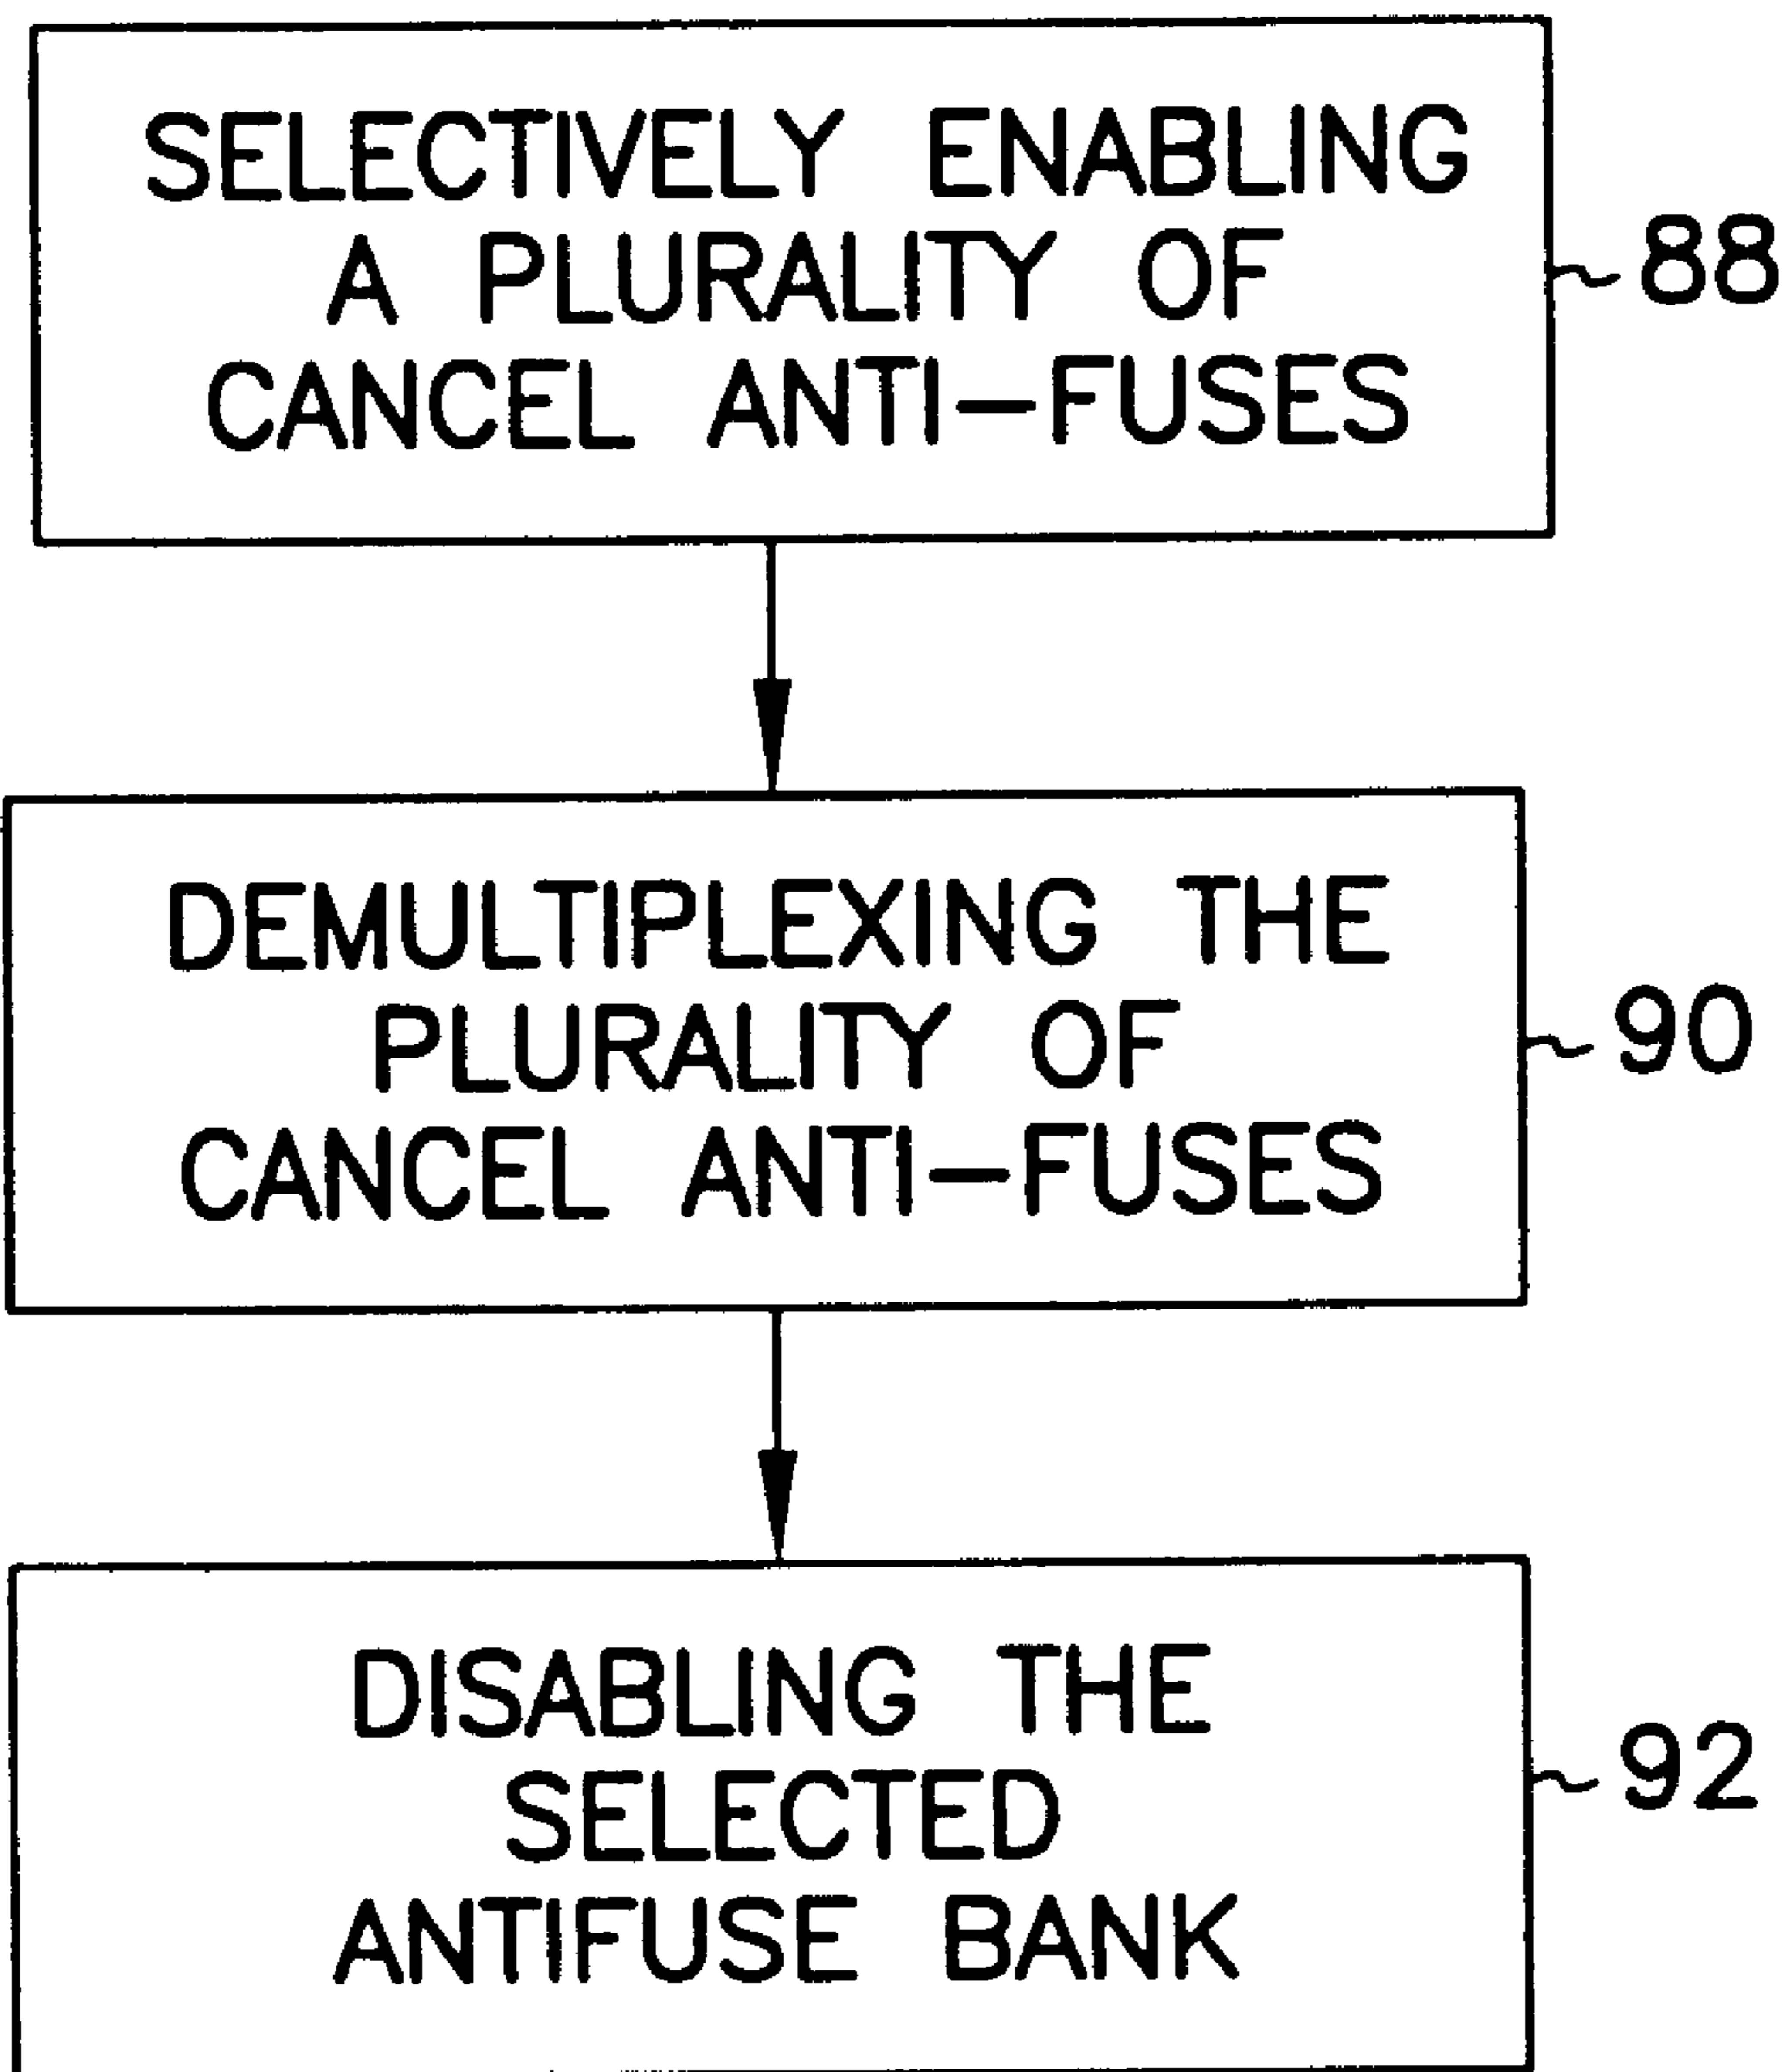 SELECTIVELY ENABLING
A PLURALITY OF
CANCEL ANTI-FUSES
88
DEMULTIPLEXING THE
PLURALITY OF
CANCEL ANTI-FUSES
90
DISABLING THE
SELECTED
ANTIFUSE BANK
92